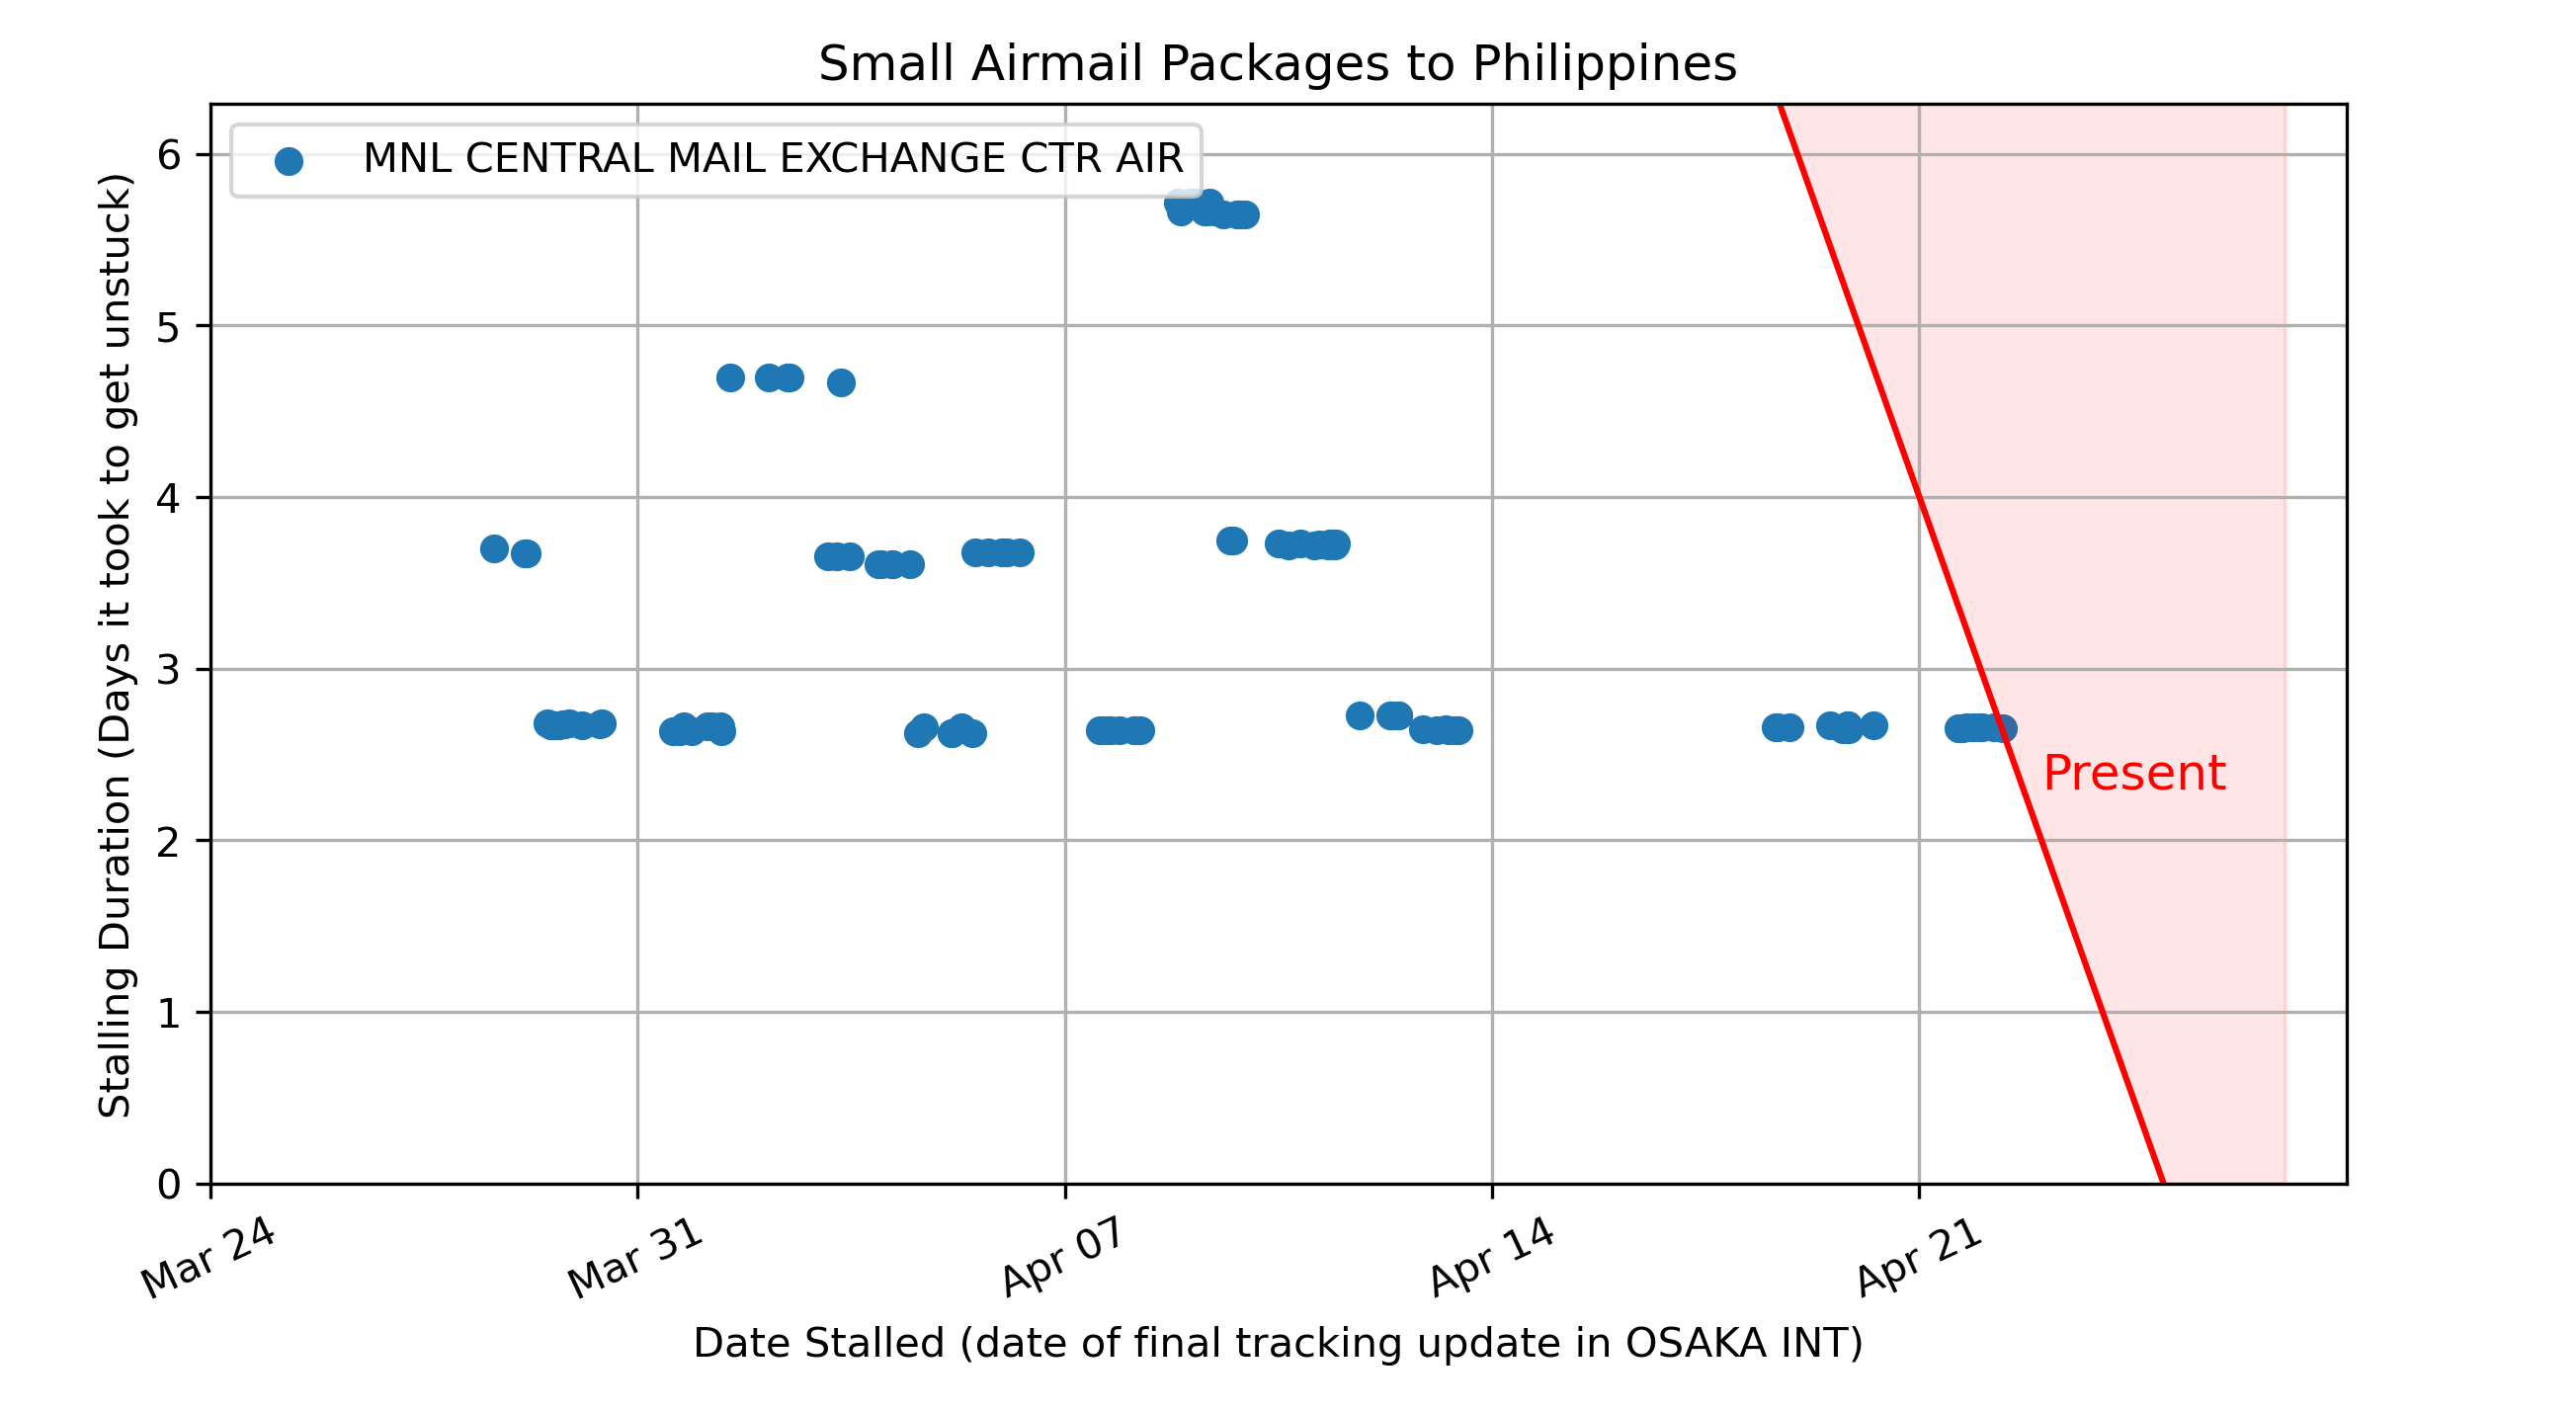 Small Airmail Packages to Philippines
MNL CENTRAL MAIL EXCHANGE CTR AIR
Stalling Duration (Days it took to get unstuck)
6
5
4
3
2
1
0
Present
Mar 24
Mar 31
Apr 07
Apr 14
Apr 21
Date Stalled (date of final tracking update in OSAKA INT)